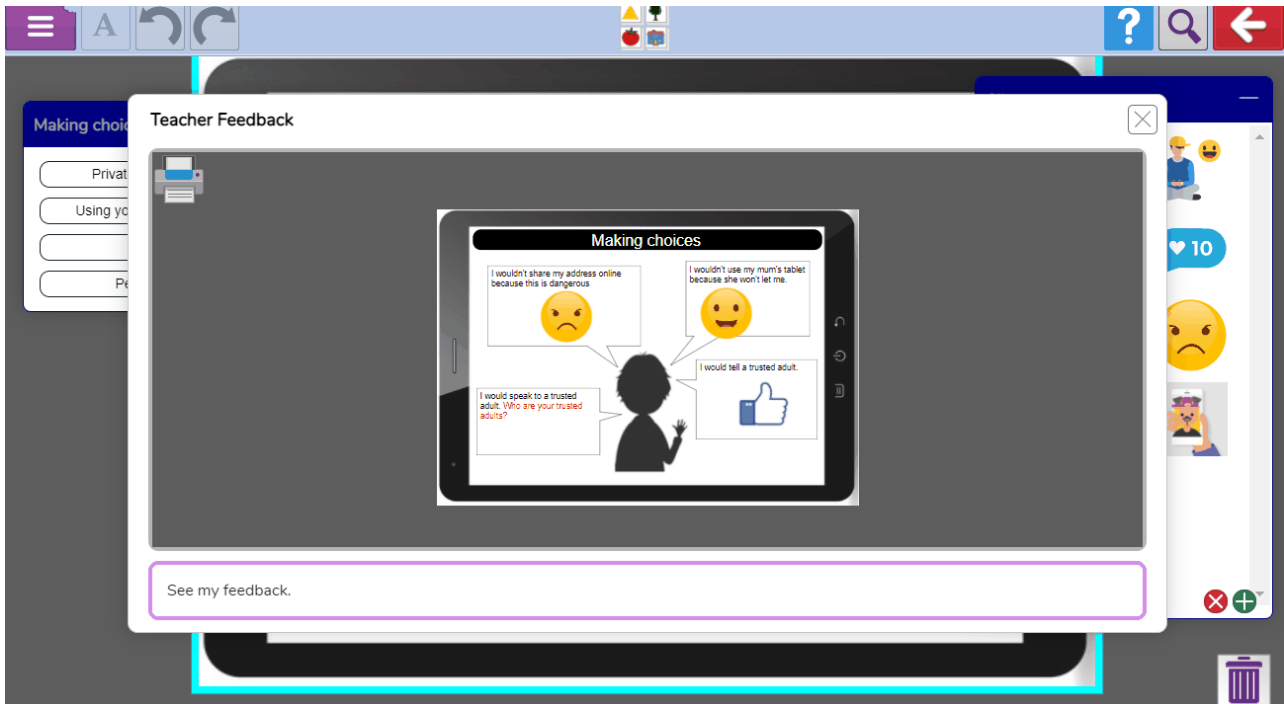 A
?
Making choic
Privat
Using yo
Pe
Teacher Feedback
Making choices
I wouldn't share my address online
because this is dangerous
I wouldn't use my mum's tablet
because she won't let me.
I would tell a trusted adult.
I would speak to a trusted
adult. Who are your trusted
adults?
10
See my feedback.